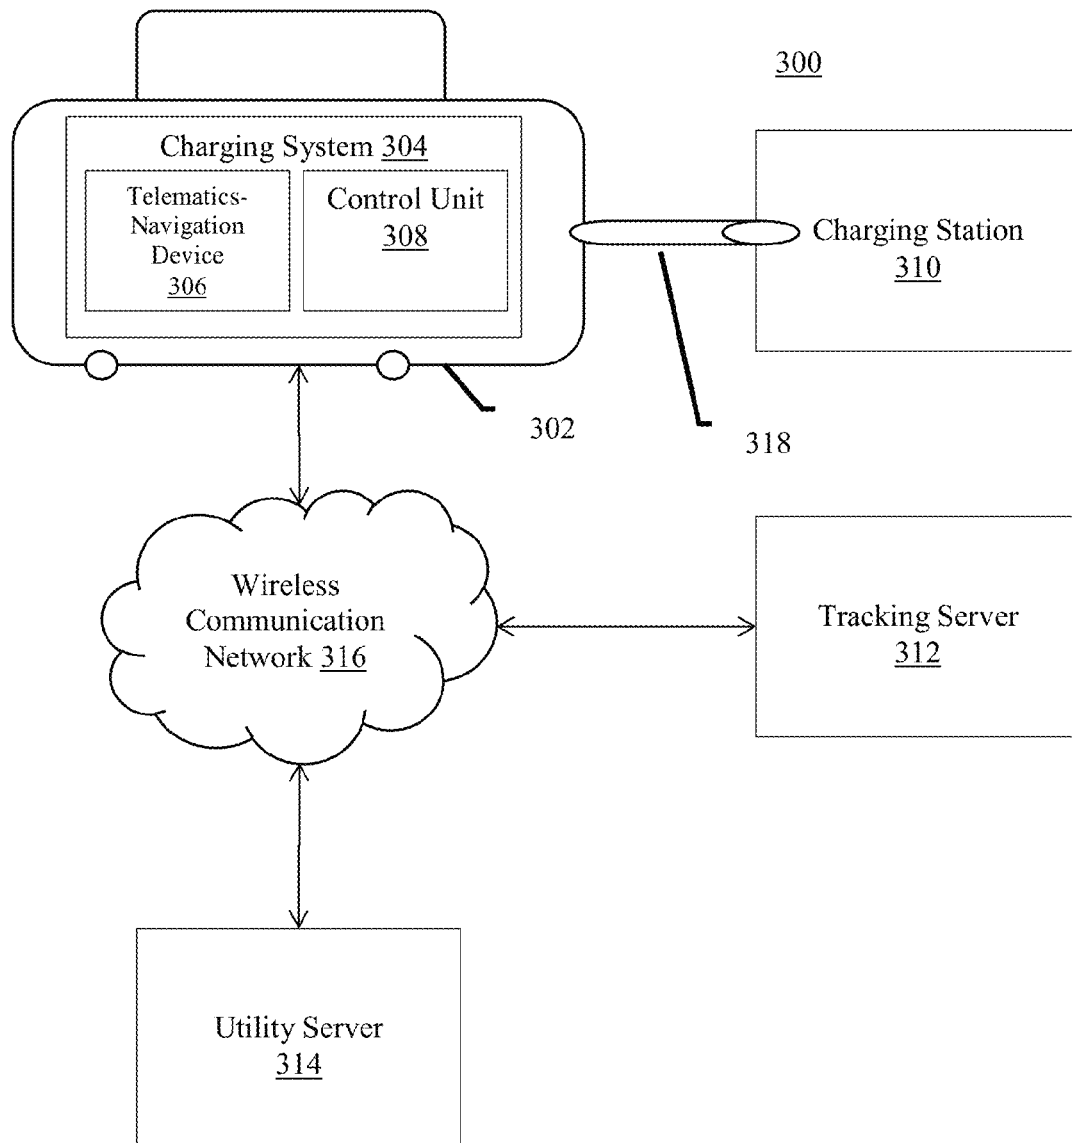 300
Charging System 304
Telematics-
Navigation
Device
306
Control Unit
308
Charging Station
310
302
318
Wireless
Communication
Network 316
Tracking Server
312
Utility Server
314